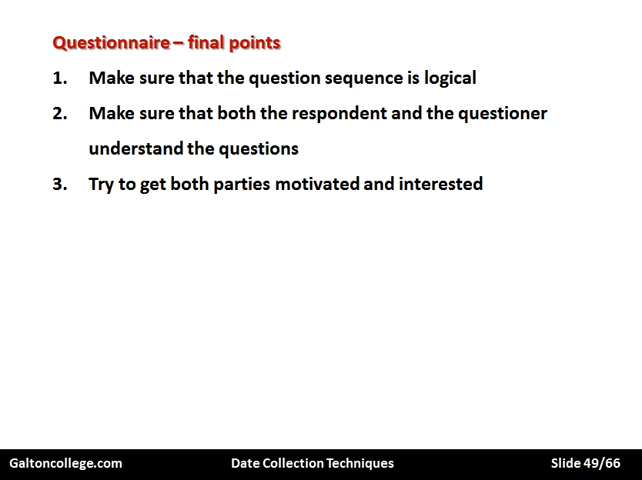 Questionnaire – final points
1. Make sure that the question sequence is logical
2. Make sure that both the respondent and the questioner
understand the questions
3. Try to get both parties motivated and interested
Galtoncollege.com Date Collection Techniques Slide 49/66